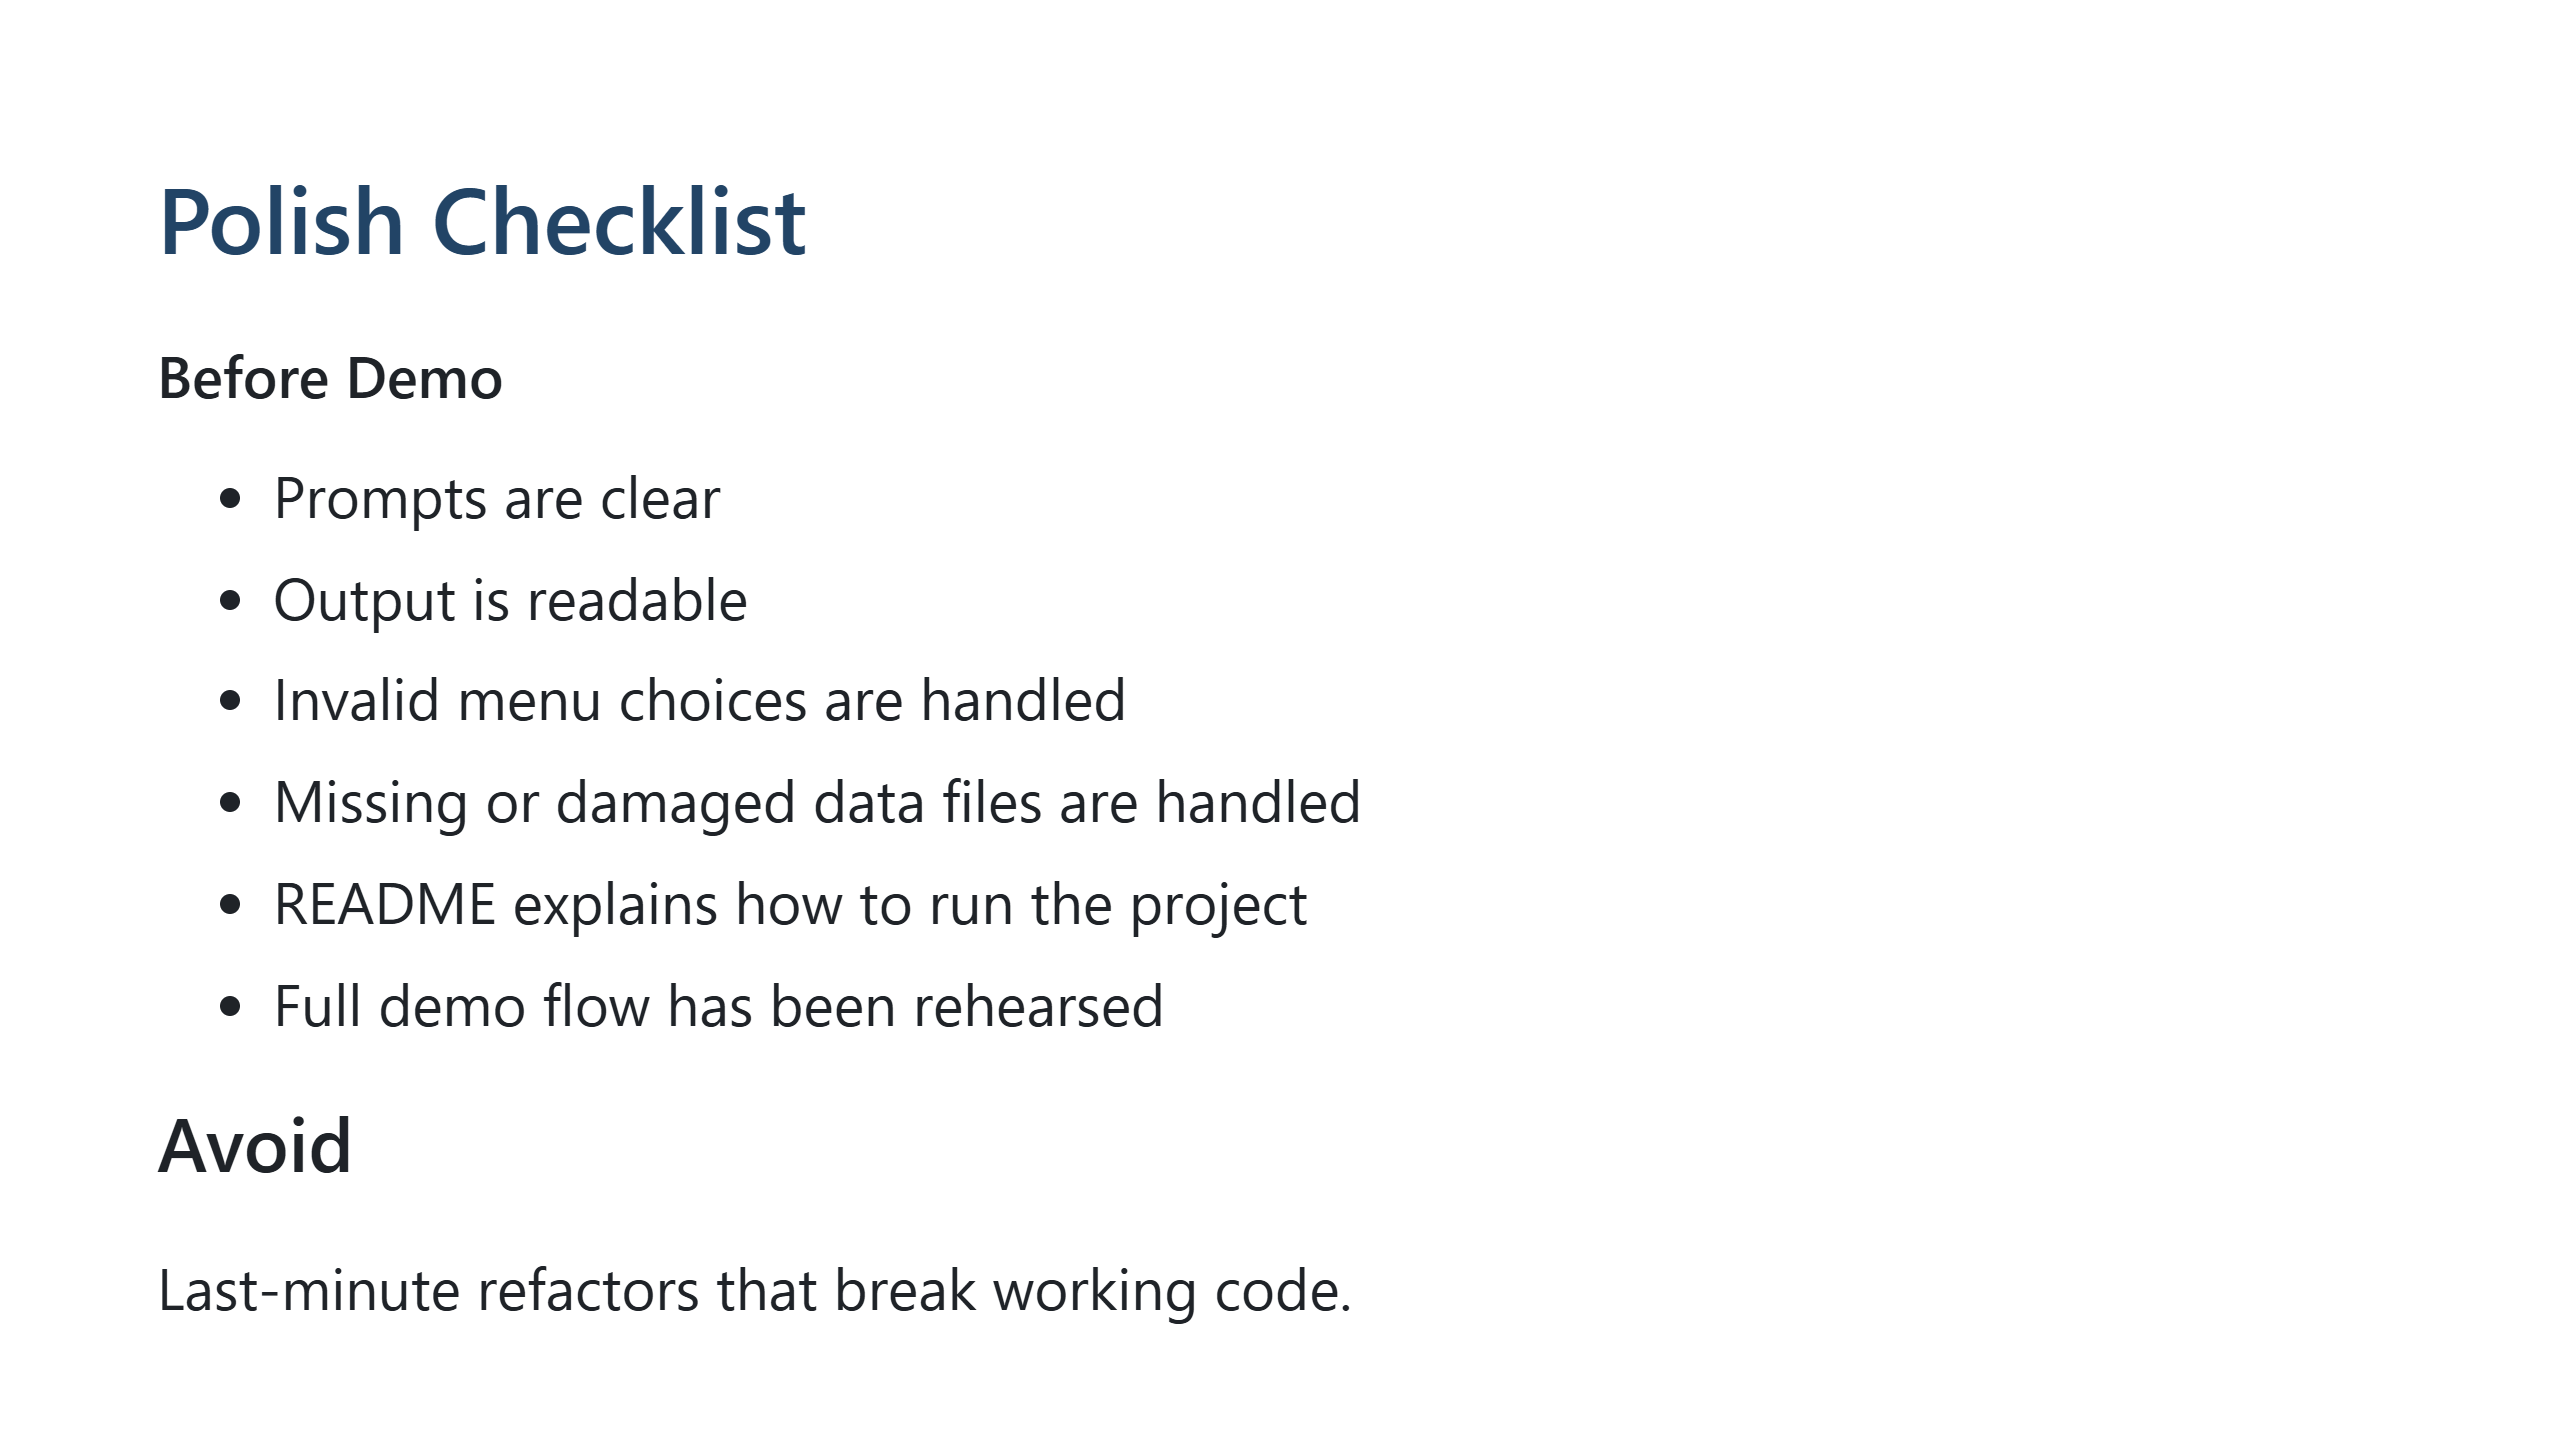 Polish Checklist
Before Demo
• Prompts are clear
• Output is readable
• Invalid menu choices are handled
• Missing or damaged data files are handled
• README explains how to run the project
• Full demo flow has been rehearsed
Avoid
Last-minute refactors that break working code.